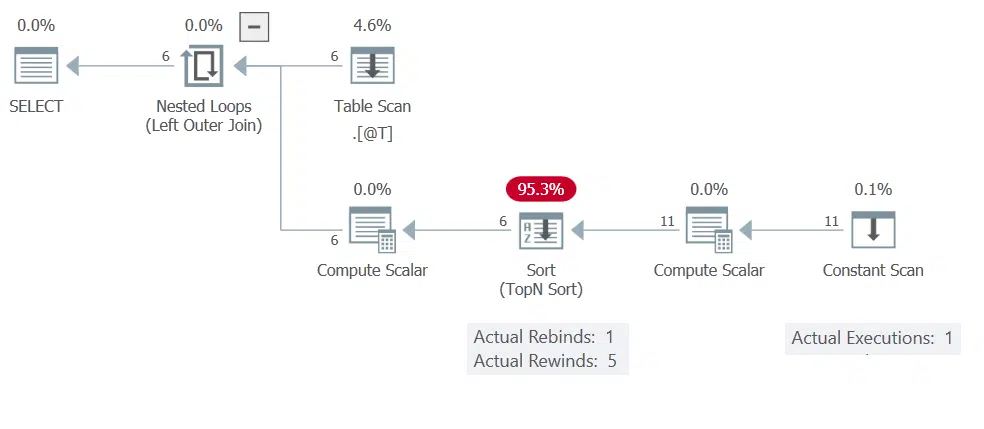 0.0%
0.0%
4.6%
6
6
SELECT
Nested Loops
(Left Outer Join)
Table Scan
.[@T]
0.0%
95.3%
0.0%
0.1%
6
6
11
11
A
Z
Compute Scalar
Sort
(TopN Sort)
Compute Scalar
Constant Scan
Actual Rebinds: 1
Actual Rewinds: 5
Actual Executions: 1